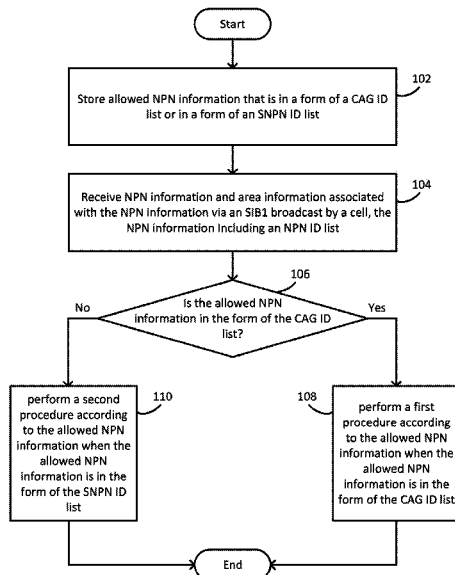 Start
102
Store allowed NPN information that is in a form of a CAG ID
list or in a form of an SNPN ID list
104
Receive NPN information and area information associated
with the NPN information via an SIB1 broadcast by a cell, the
NPN information Including an NPN ID list
106
Is the allowed NPN
information in the form of the CAG ID
list?
No
Yes
110
perform a second
procedure according
to the allowed NPN
information when
the allowed NPN
information is in the
form of the SNPN ID
list
108
perform a first
procedure according
to the allowed NPN
information when
the allowed NPN
information is in the
form of the CAG ID list
End